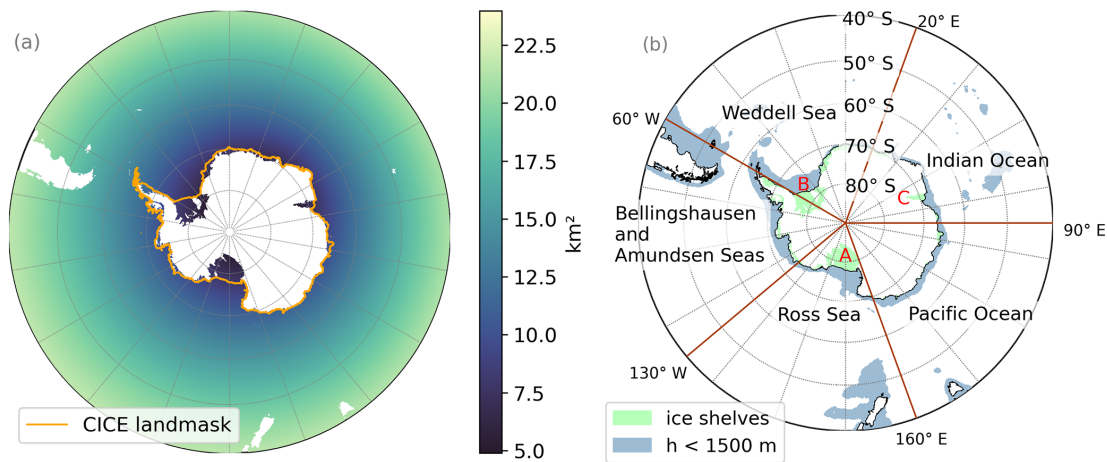 (a)
CICE landmask
22.5
20.0
17.5
15.0
12.5
10.0
7.5
5.0
km²
(b)
40° S
20° E
50° S
60° S
Weddell Sea
60° W
70° S
Indian Ocean
B
80° S
C
Bellingshausen
and
Amundsen Seas
90° E
A
Ross Sea
Pacific Ocean
130° W
160° E
ice shelves
h < 1500 m